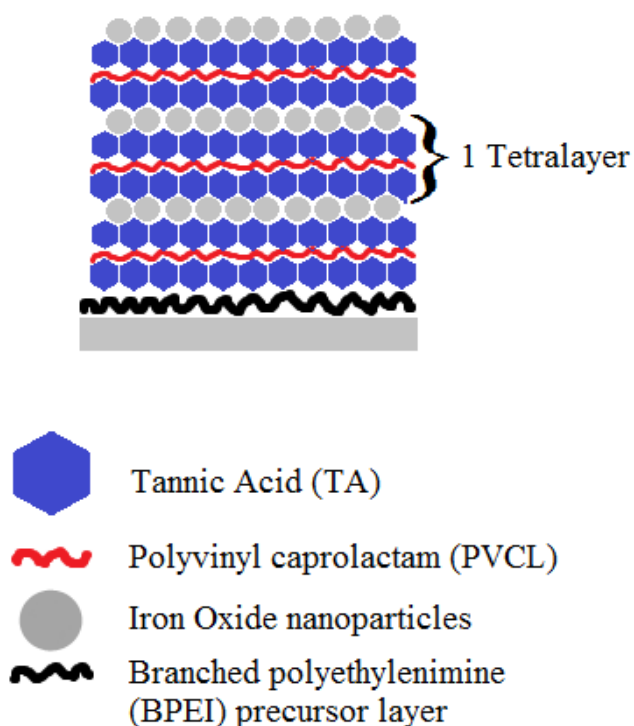 1 Tetralayer
Tannic Acid (TA)
Polyvinyl caprolactam (PVCL)
Iron Oxide nanoparticles
Branched polyethylenimine
(BPEI) precursor layer